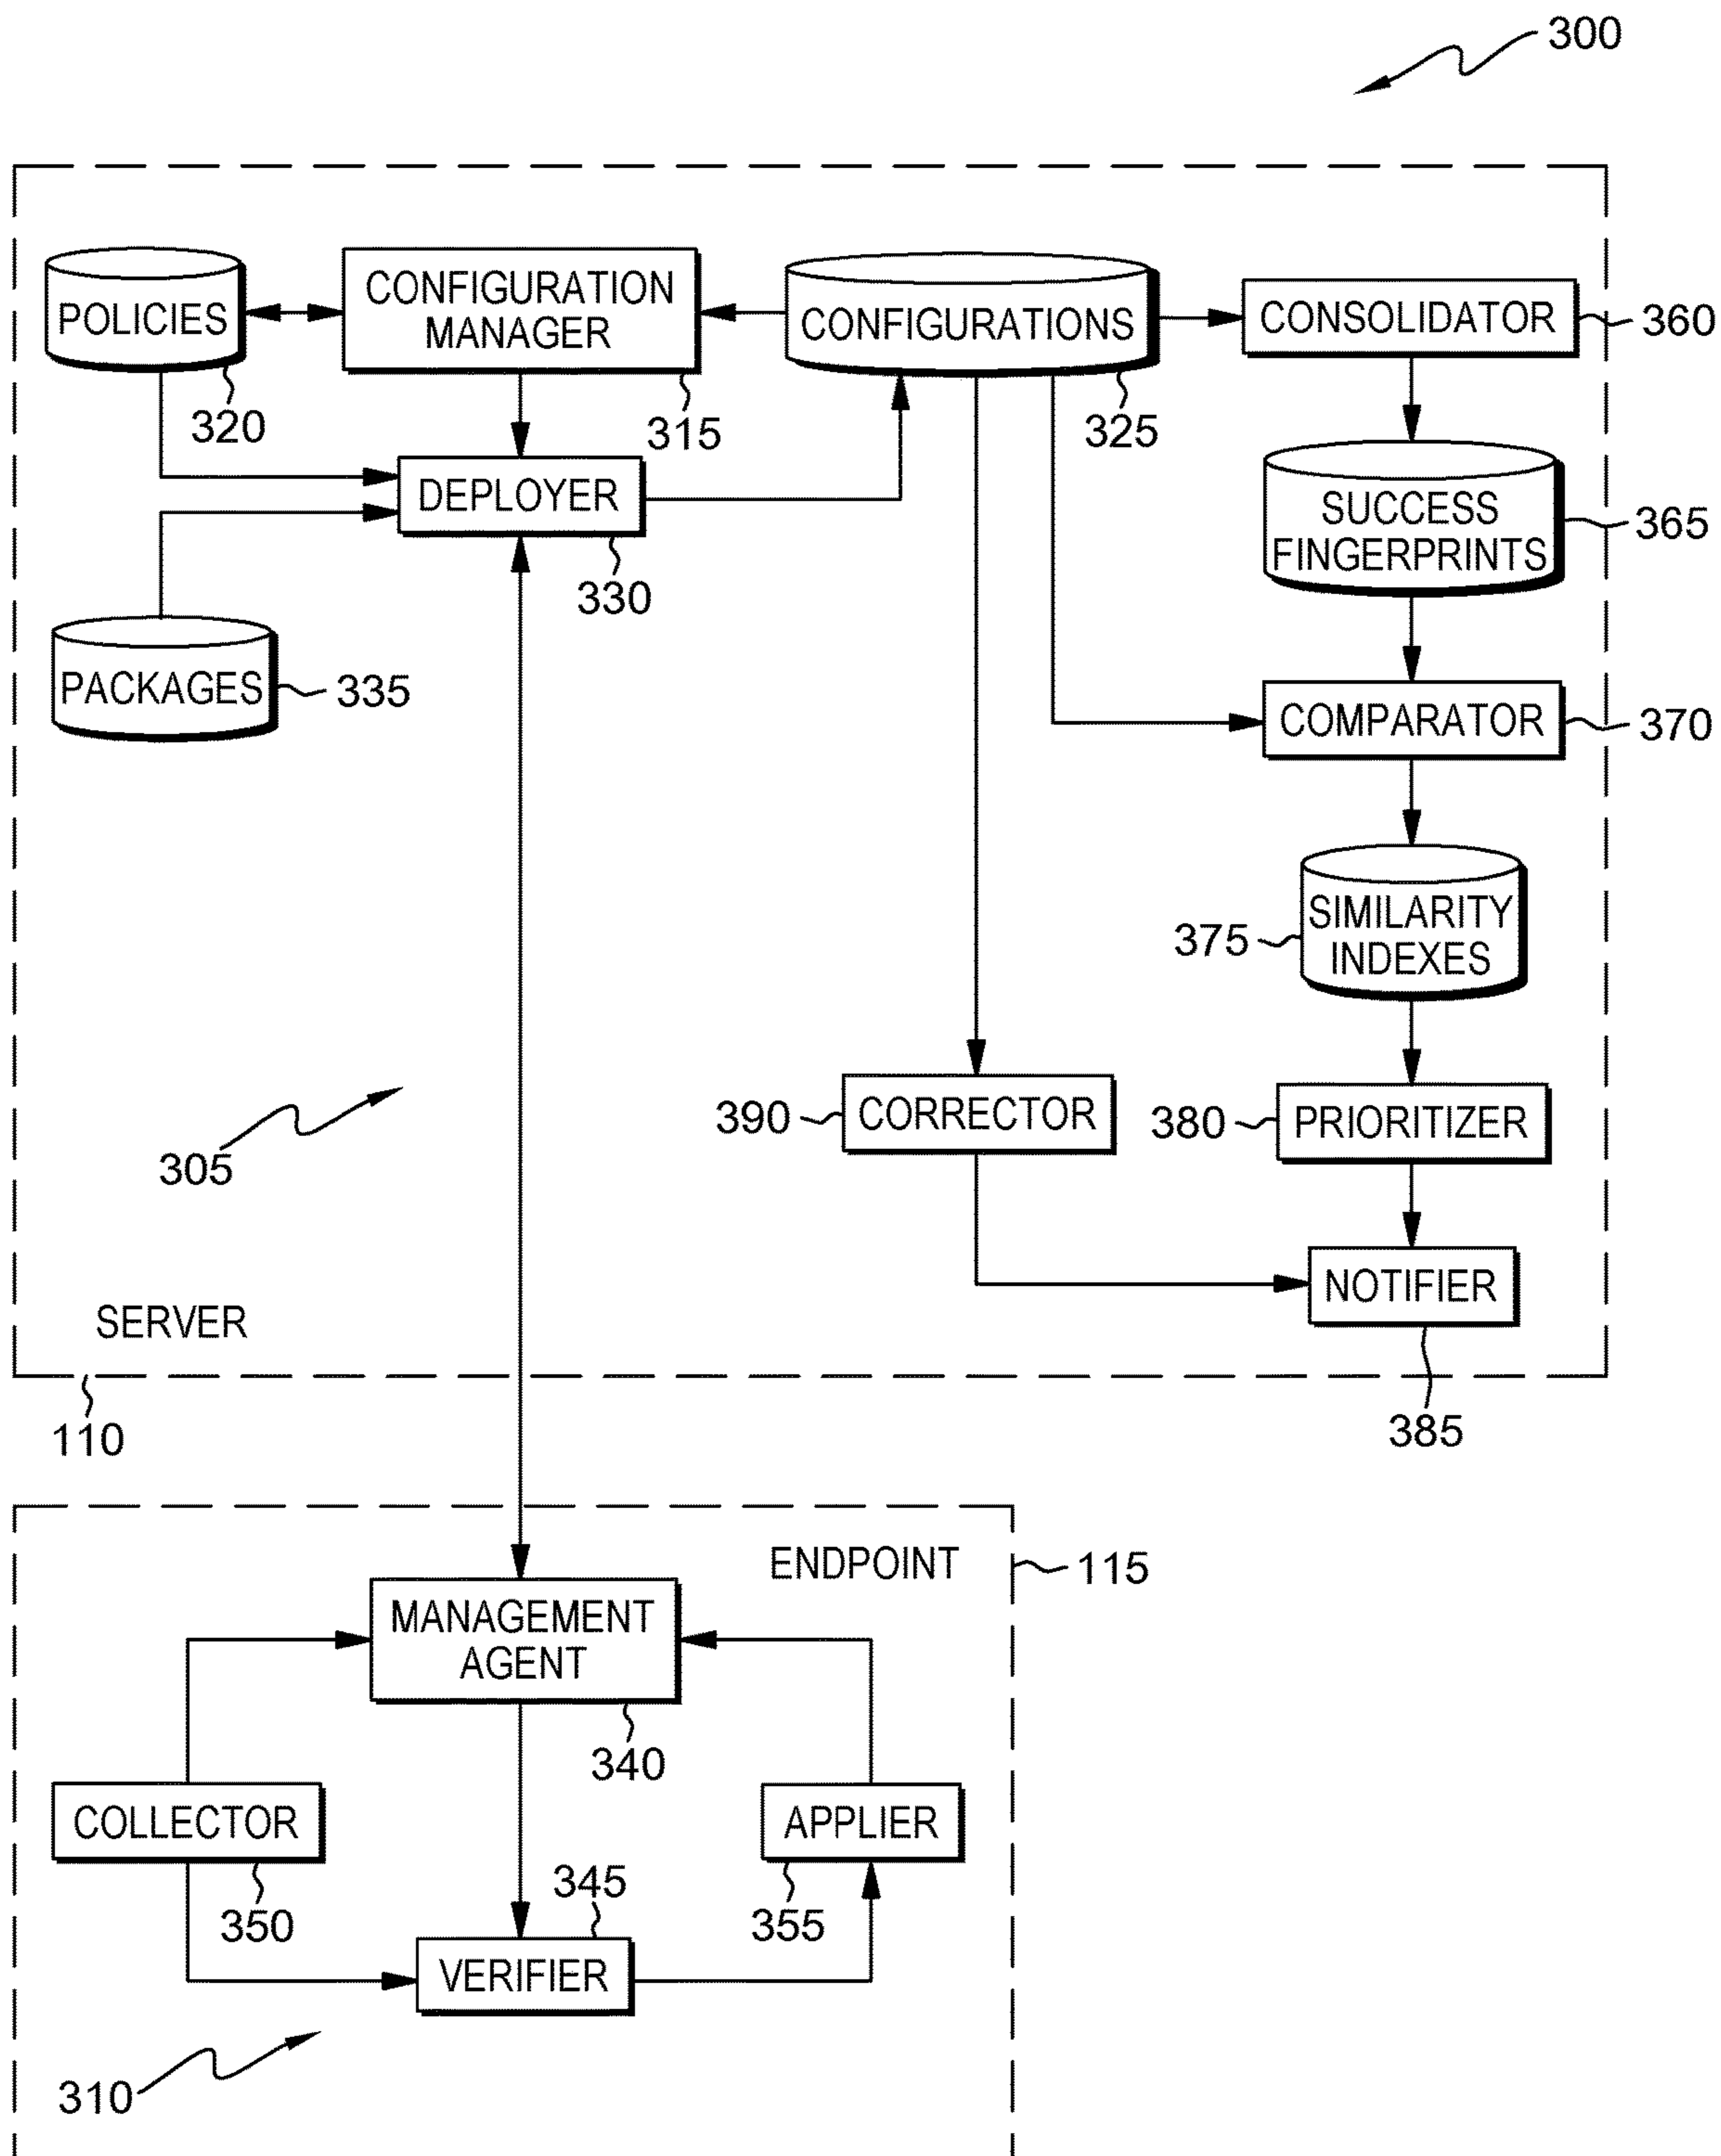 300
POLICIES
320
CONFIGURATION
MANAGER
315
CONFIGURATIONS
325
CONSOLIDATOR
360
DEPLOYER
330
SUCCESS
FINGERPRINTS
365
PACKAGES
335
COMPARATOR
370
SIMILARITY
INDEXES
375
305
390
CORRECTOR
380
PRIORITIZER
NOTIFIER
385
SERVER
110
ENDPOINT
115
MANAGEMENT
AGENT
340
COLLECTOR
350
APPLIER
355
345
VERIFIER
310